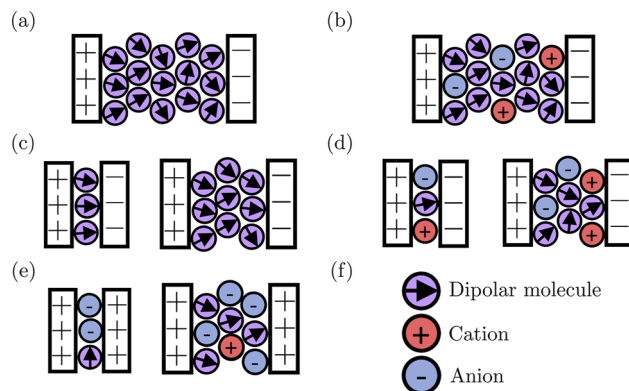 (a)
(b)
+ − + −
+ - − + −
+ - + − + −
+
(c)
(d)
+ − + − + - − + - + −
+ − + − + − + - −
+ − + − + + − + + −
(e)
(f)
+ - + + - - +
+ - + + - +
+ + + + - +
Dipolar molecule
+ Cation
- Anion